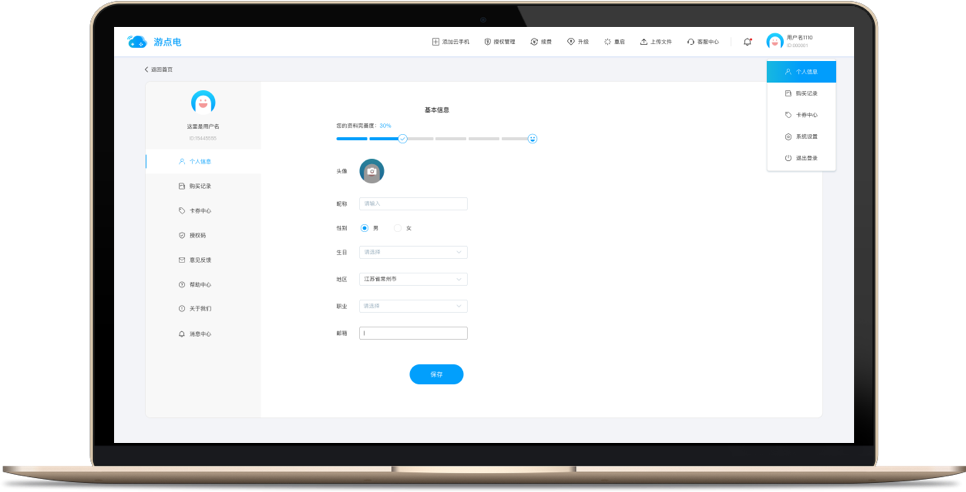 游点电
添加云手机 授权管理 续费 升级 重启 上传文件 客服中心 用户名1110
返回首页
个人信息
购买记录
卡券中心
系统设置
退出登录
这里是用户名
个人信息
购买记录
卡券中心
授权码
意见反馈
帮助中心
关于我们
消息中心
基本信息
您的资料完善度：30%
头像
昵称 请输入
性别 男 女
生日 请选择
地区 江苏省常州市
职业 请选择
邮箱
保存